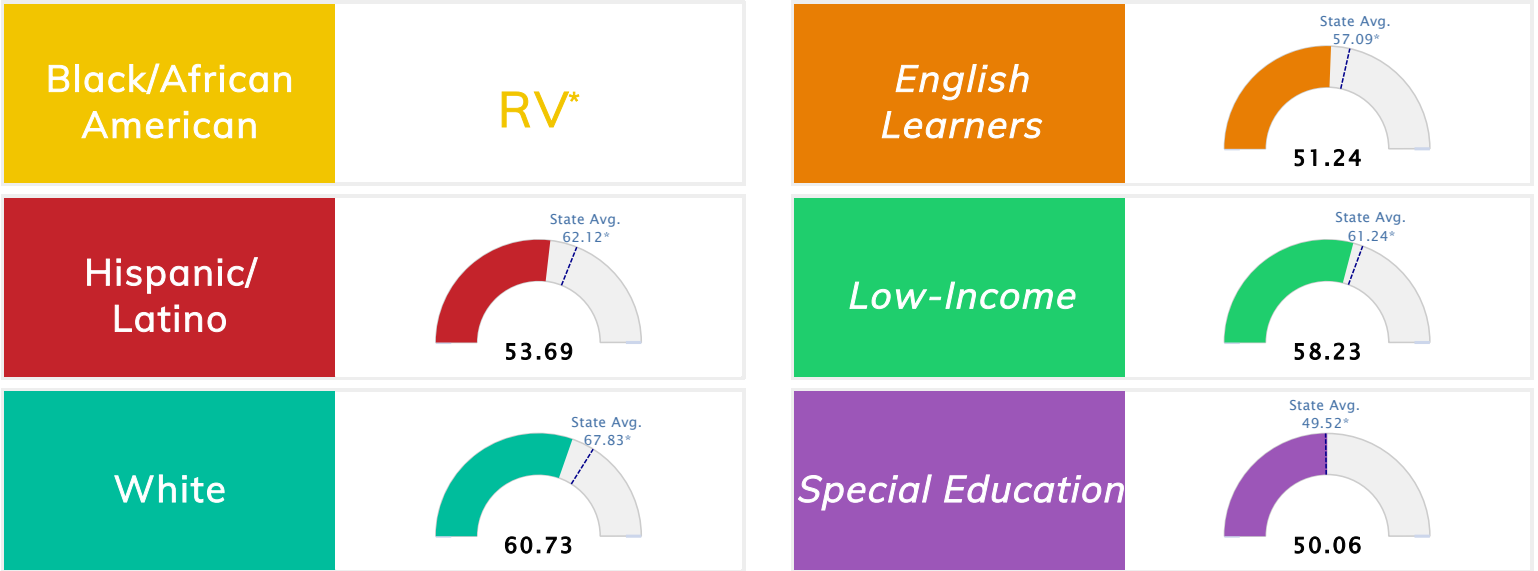 Black/African
American
RV*
English
Learners
State Avg.
57.09*
51.24
Hispanic/
Latino
State Avg.
62.12*
53.69
Low-Income
State Avg.
61.24*
58.23
White
State Avg.
67.83*
60.73
Special Education
State Avg.
49.52*
50.06